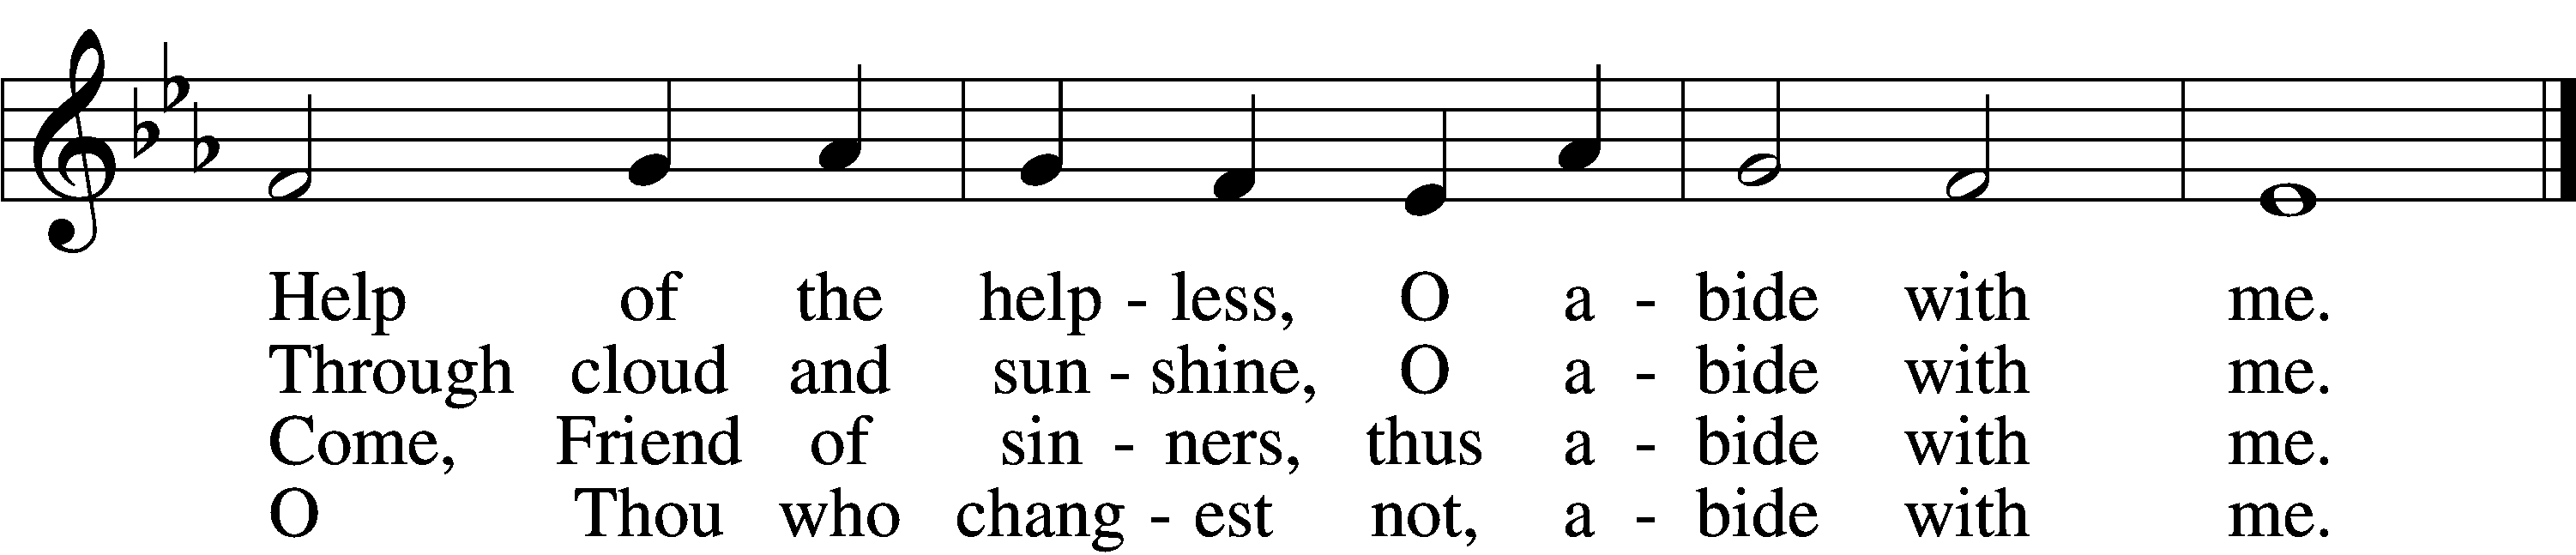 Help of the help - less, O a - bide with me.
Through cloud and sun - shine, O a - bide with me.
Come, Friend of sin - ners, thus a - bide with me.
O Thou who chang - est not, a - bide with me.